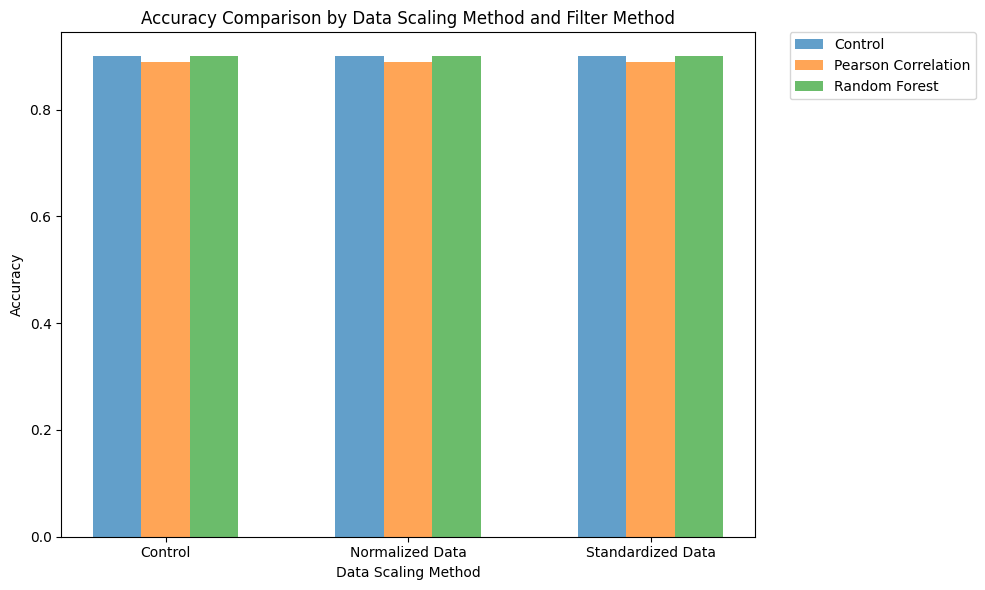 Accuracy Comparison by Data Scaling Method and Filter Method
Control
Pearson Correlation
Random Forest
Accuracy
0.8
0.6
0.4
0.2
0.0
Control
Normalized Data
Standardized Data
Data Scaling Method